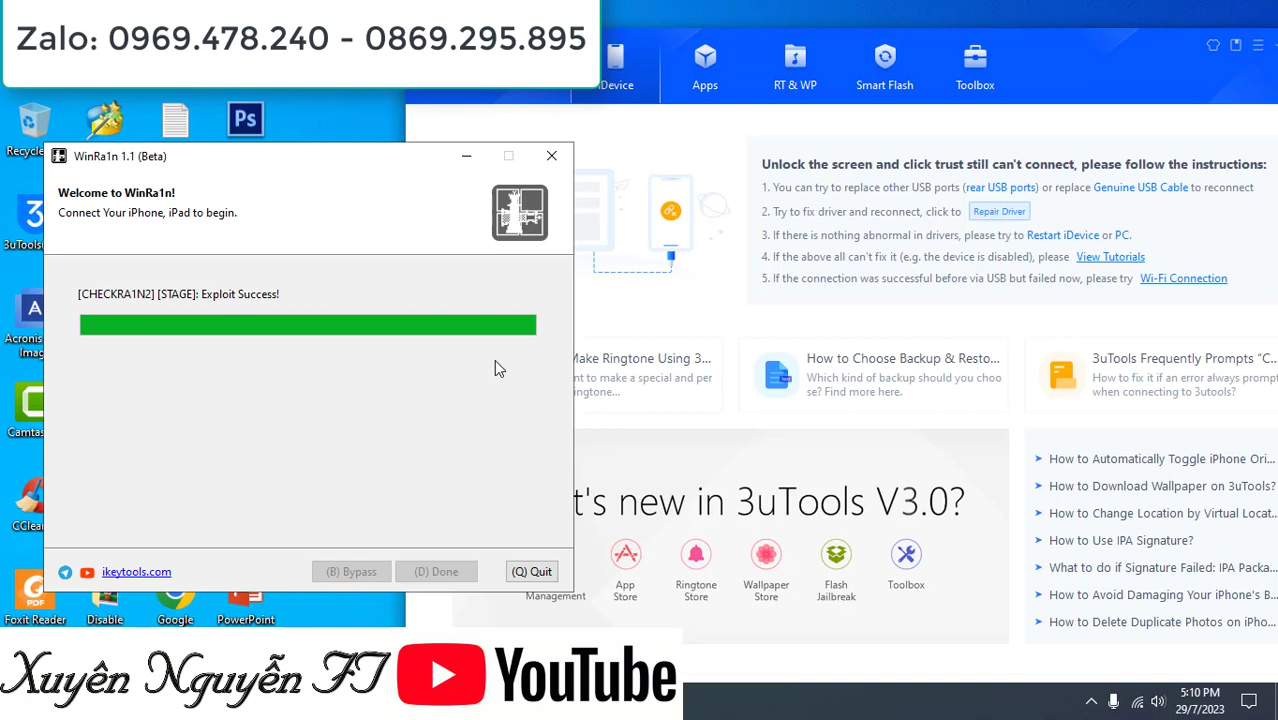 Zalo: 0969.478.240 - 0869.295.895
iDevice
Apps
RT & WP
Smart Flash
Toolbox
Recycle
Ps
3uTools
Acronis
Imag
Camtas
CClea
Foxit Reader
Disable
Google
PowerPoint
WinRa1n 1.1 (Beta)
Welcome to WinRa1n!
Connect Your iPhone, iPad to begin.
[CHECKRA1N2] [STAGE]: Exploit Success!
ikeytools.com
(B) Bypass
(D) Done
(Q) Quit
Unlock the screen and click trust still can't connect, please follow the instructions:
1. You can try to replace other USB ports (rear USB ports) or replace Genuine USB Cable to reconnect
2. Try to fix driver and reconnect, click to Repair Driver
3. If there is nothing abnormal in drivers, please try to Restart iDevice or PC.
4. If the above all can't fix it (e.g. the device is disabled), please View Tutorials
5. If the connection was successful before via USB but failed now, please try Wi-Fi Connection
Make Ringtone Using 3...
nt to make a special and per
ingtone...
How to Choose Backup & Resto...
Which kind of backup should you choo
se? Find more here.
3uTools Frequently Prompts "C...
How to fix it if an error always prompt
when connecting to 3utools?
t's new in 3uTools V3.0?
Management
App
Store
Ringtone
Store
Wallpaper
Store
Flash
Jailbreak
Toolbox
How to Automatically Toggle iPhone Ori...
How to Download Wallpaper on 3uTools?
How to Change Location by Virtual Locat...
How to Use IPA Signature?
What to do if Signature Failed: IPA Packa...
How to Avoid Damaging Your iPhone's B...
How to Delete Duplicate Photos on iPho...
Xuyên Nguyễn FT
YouTube
5:10 PM
29/7/2023